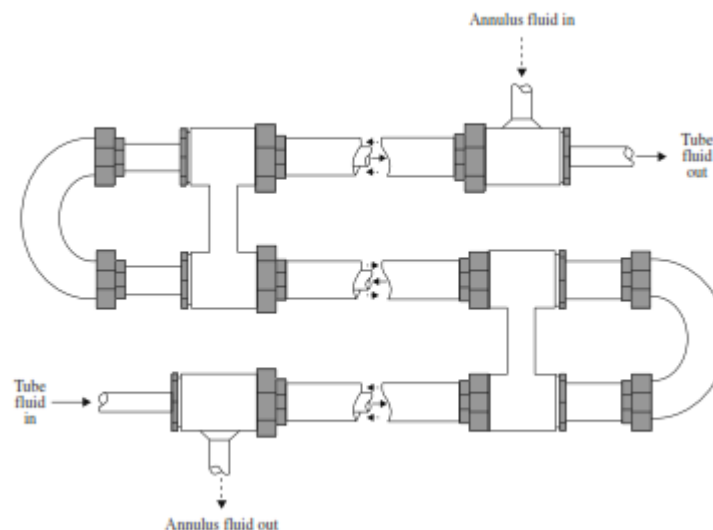 Annulus fluid in
Tube
fluid
out
Tube
fluid
in
Annulus fluid out